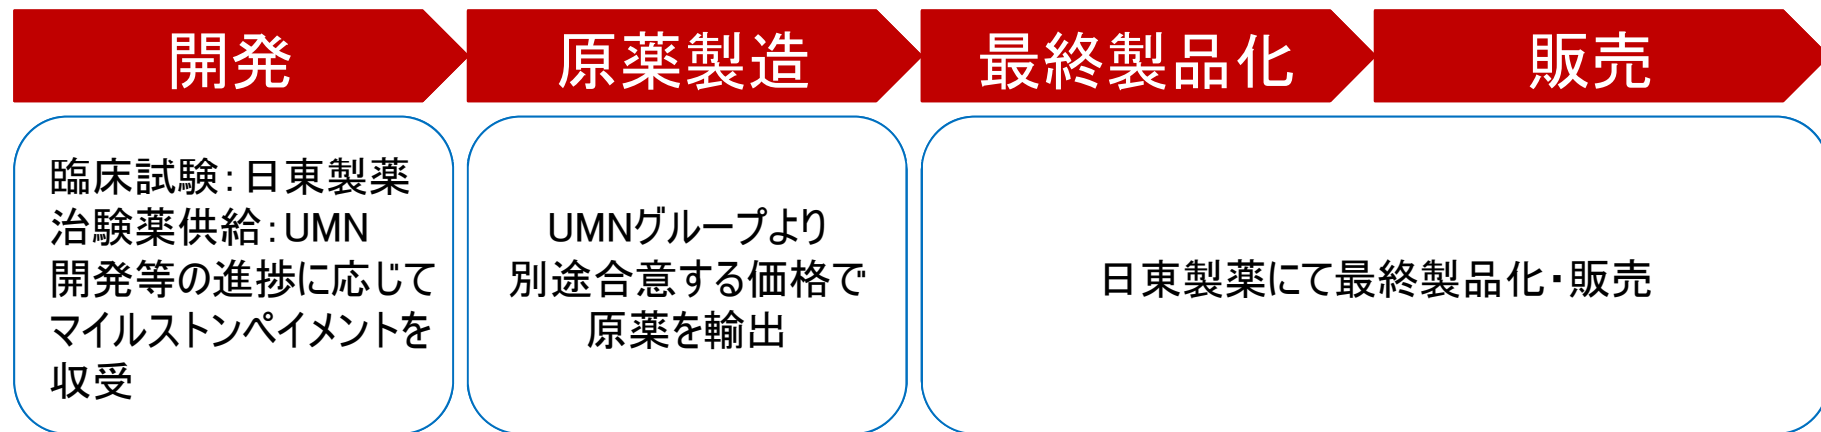 開発
原薬製造
最終製品化
販売
臨床試験：日東製薬
治験薬供給：UMN
開発等の進捗に応じて
マイルストンペイメントを
収受
UMNグループより
別途合意する価格で
原薬を輸出
日東製薬にて最終製品化・販売